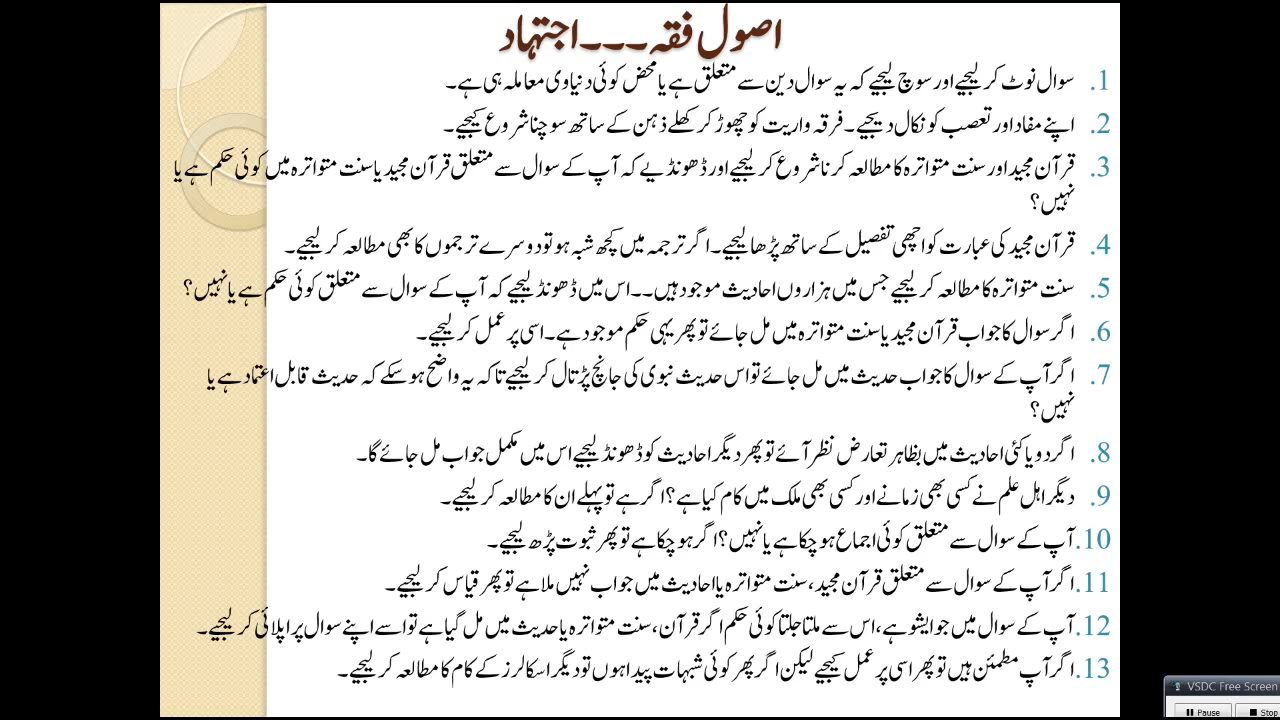 اصول فقہ۔۔۔اجتہاد
1. سوال نوٹ کر لیجیے اور سوچ لیجیے کہ یہ سوال دین سے متعلق ہے یا محض کوئی دنیاوی معاملہ ہی ہے۔
2. اپنے مفاد اور تعصب کو نکال دیجیے۔ فرقہ واریت کو چھوڑ کر کھلے ذہن کے ساتھ سوچنا شروع کیجیے۔
3. قرآن مجید اور سنت متواترہ کا مطالعہ کرنا شروع کر لیجیے اور ڈھونڈیے کہ آپ کے سوال سے متعلق قرآن مجید یا سنت متواترہ میں کوئی حکم ہے یا
نہیں؟
4. قرآن مجید کی عبارت کو اچھی تفصیل کے ساتھ پڑھا لیجیے۔ اگر ترجمہ میں کچھ شبہ ہو تو دوسرے ترجموں کا بھی مطالعہ کر لیجیے۔
5. سنت متواترہ کا مطالعہ کر لیجیے جس میں ہزاروں احادیث موجود ہیں۔۔ اس میں ڈھونڈ لیجیے کہ آپ کے سوال سے متعلق کوئی حکم ہے یا نہیں؟
6. اگر سوال کا جواب قرآن مجید یا سنت متواترہ میں مل جائے تو پھر یہی حکم موجود ہے۔ اسی پر عمل کر لیجیے۔
7. اگر آپ کے سوال کا جواب حدیث میں مل جائے تو اس حدیث نبوی کی جانچ پڑتال کر لیجیے تاکہ یہ واضح ہو سکے کہ حدیث قابل اعتماد ہے یا
نہیں؟
8. اگر دو یا کئی احادیث میں بظاہر تعارض نظر آئے تو پھر دیگر احادیث کو ڈھونڈ لیجیے اس میں مکمل جواب مل جائے گا۔
9. دیگر اہل علم نے کسی بھی زمانے اور کسی بھی ملک میں کام کیا ہے؟ اگر ہے تو پہلے ان کا مطالعہ کر لیجیے۔
10. آپ کے سوال سے متعلق کوئی اجماع ہو چکا ہے یا نہیں؟ اگر ہو چکا ہے تو پھر ثبوت پڑھ لیجیے۔
11. اگر آپ کے سوال سے متعلق قرآن مجید، سنت متواترہ یا احادیث میں جواب نہیں ملا ہے تو پھر قیاس کر لیجیے۔
12. آپ کے سوال میں جو ایشو ہے، اس سے ملتا جلتا کوئی حکم اگر قرآن، سنت متواترہ یا حدیث میں مل گیا ہے تو اسے اپنے سوال پر اپلائی کر لیجیے۔
13. اگر آپ مطمئن ہیں تو پھر اسی پر عمل کیجیے لیکن اگر پھر کوئی شبہات پیدا ہوں تو دیگر اسکالرز کے کام کا مطالعہ کر لیجیے۔
VSDC Free Screen
Pause Stop